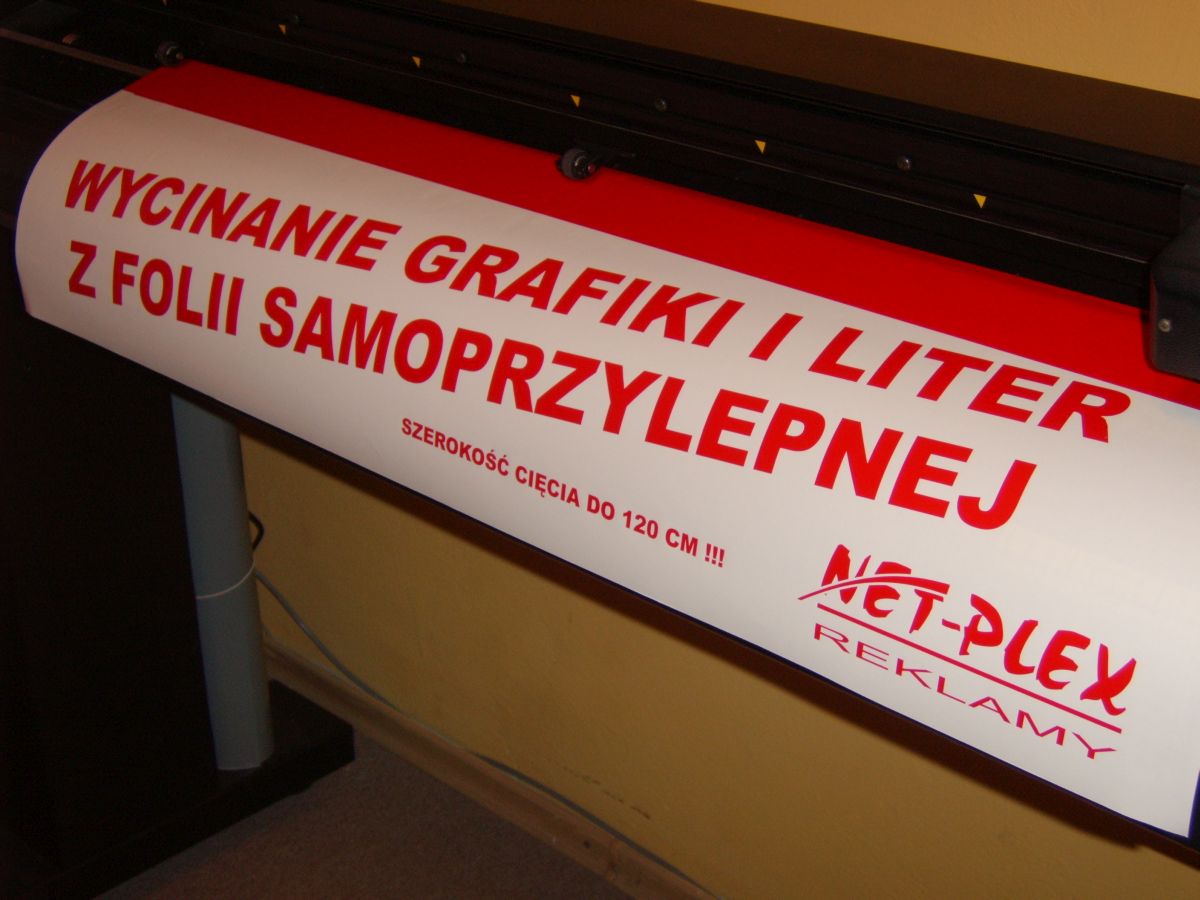 WYCINANIE GRAFIKI I LITER
Z FOLII SAMOPRZYLEPNEJ
SZEROKOŚĆ CIĘCIA DO 120 CM !!!
NET-PLEX
REKLAMY